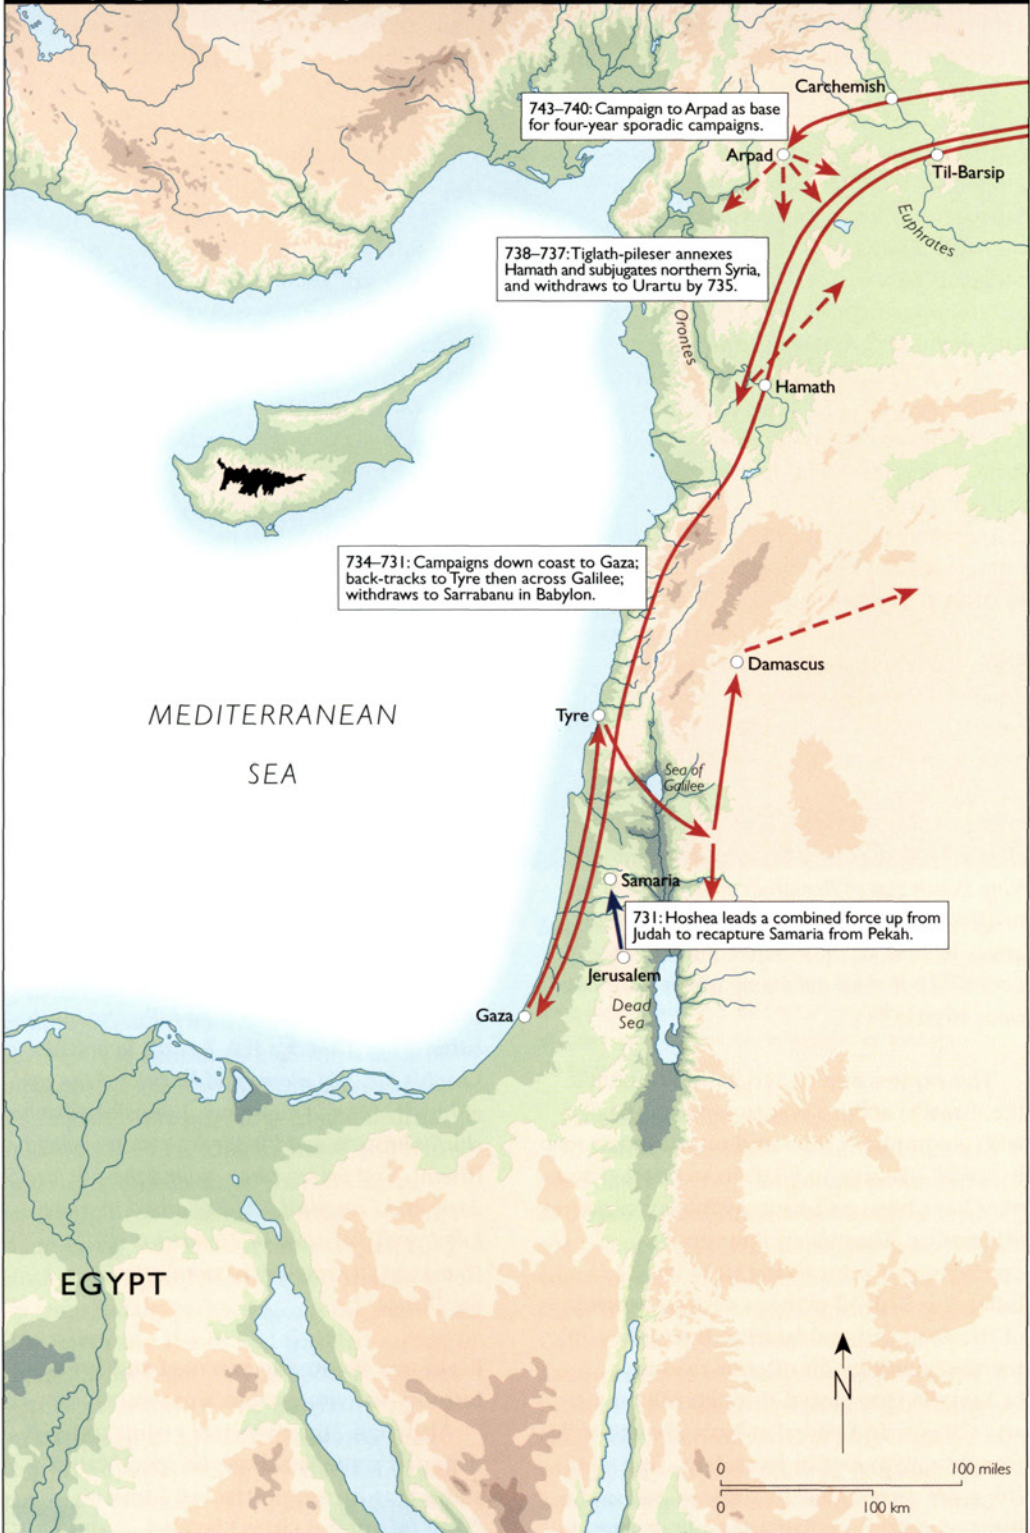 Carchemish
743–740: Campaign to Arpad as base
for four-year sporadic campaigns.
Arpad
Til-Barsip
Euphrates
738–737: Tiglath-pileser annexes
Hamath and subjugates northern Syria,
and withdraws to Urartu by 735.
Orontes
Hamath
734–731: Campaigns down coast to Gaza;
back-tracks to Tyre then across Galilee;
withdraws to Sarrabanu in Babylon.
Damascus
MEDITERRANEAN
SEA
Tyre
Sea of
Galilee
Samaria
731: Hoshea leads a combined force up from
Judah to recapture Samaria from Pekah.
Jerusalem
Dead
Sea
Gaza
EGYPT
N
0
100 miles
0
100 km